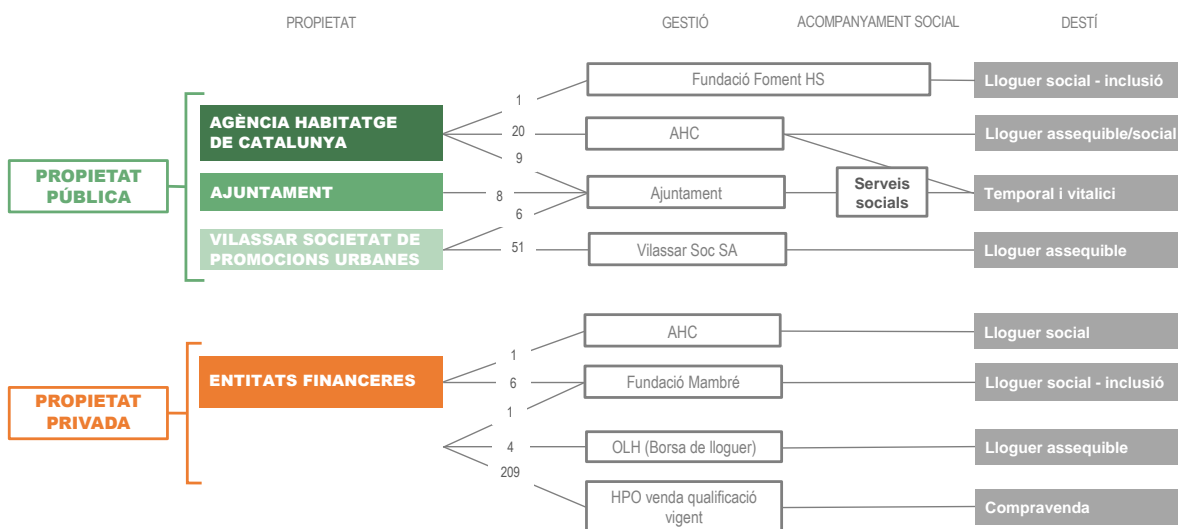 PROPIETAT
GESTIÓ
ACOMPANYAMENT SOCIAL
DESTÍ
PROPIETAT
PÚBLICA
AGÈNCIA HABITATGE
DE CATALUNYA
AJUNTAMENT
VILASSAR SOCIETAT DE
PROMOCIONS URBANES
1
20
9
8
6
51
Fundació Foment HS
AHC
Ajuntament
Vilassar Soc SA
Serveis
socials
Lloguer social - inclusió
Lloguer assequible/social
Temporal i vitalici
Lloguer assequible
PROPIETAT
PRIVADA
ENTITATS FINANCERES
1
6
1
4
209
AHC
Fundació Mambré
OLH (Borsa de lloguer)
HPO venda qualificació
vigent
Lloguer social
Lloguer social - inclusió
Lloguer assequible
Compravenda